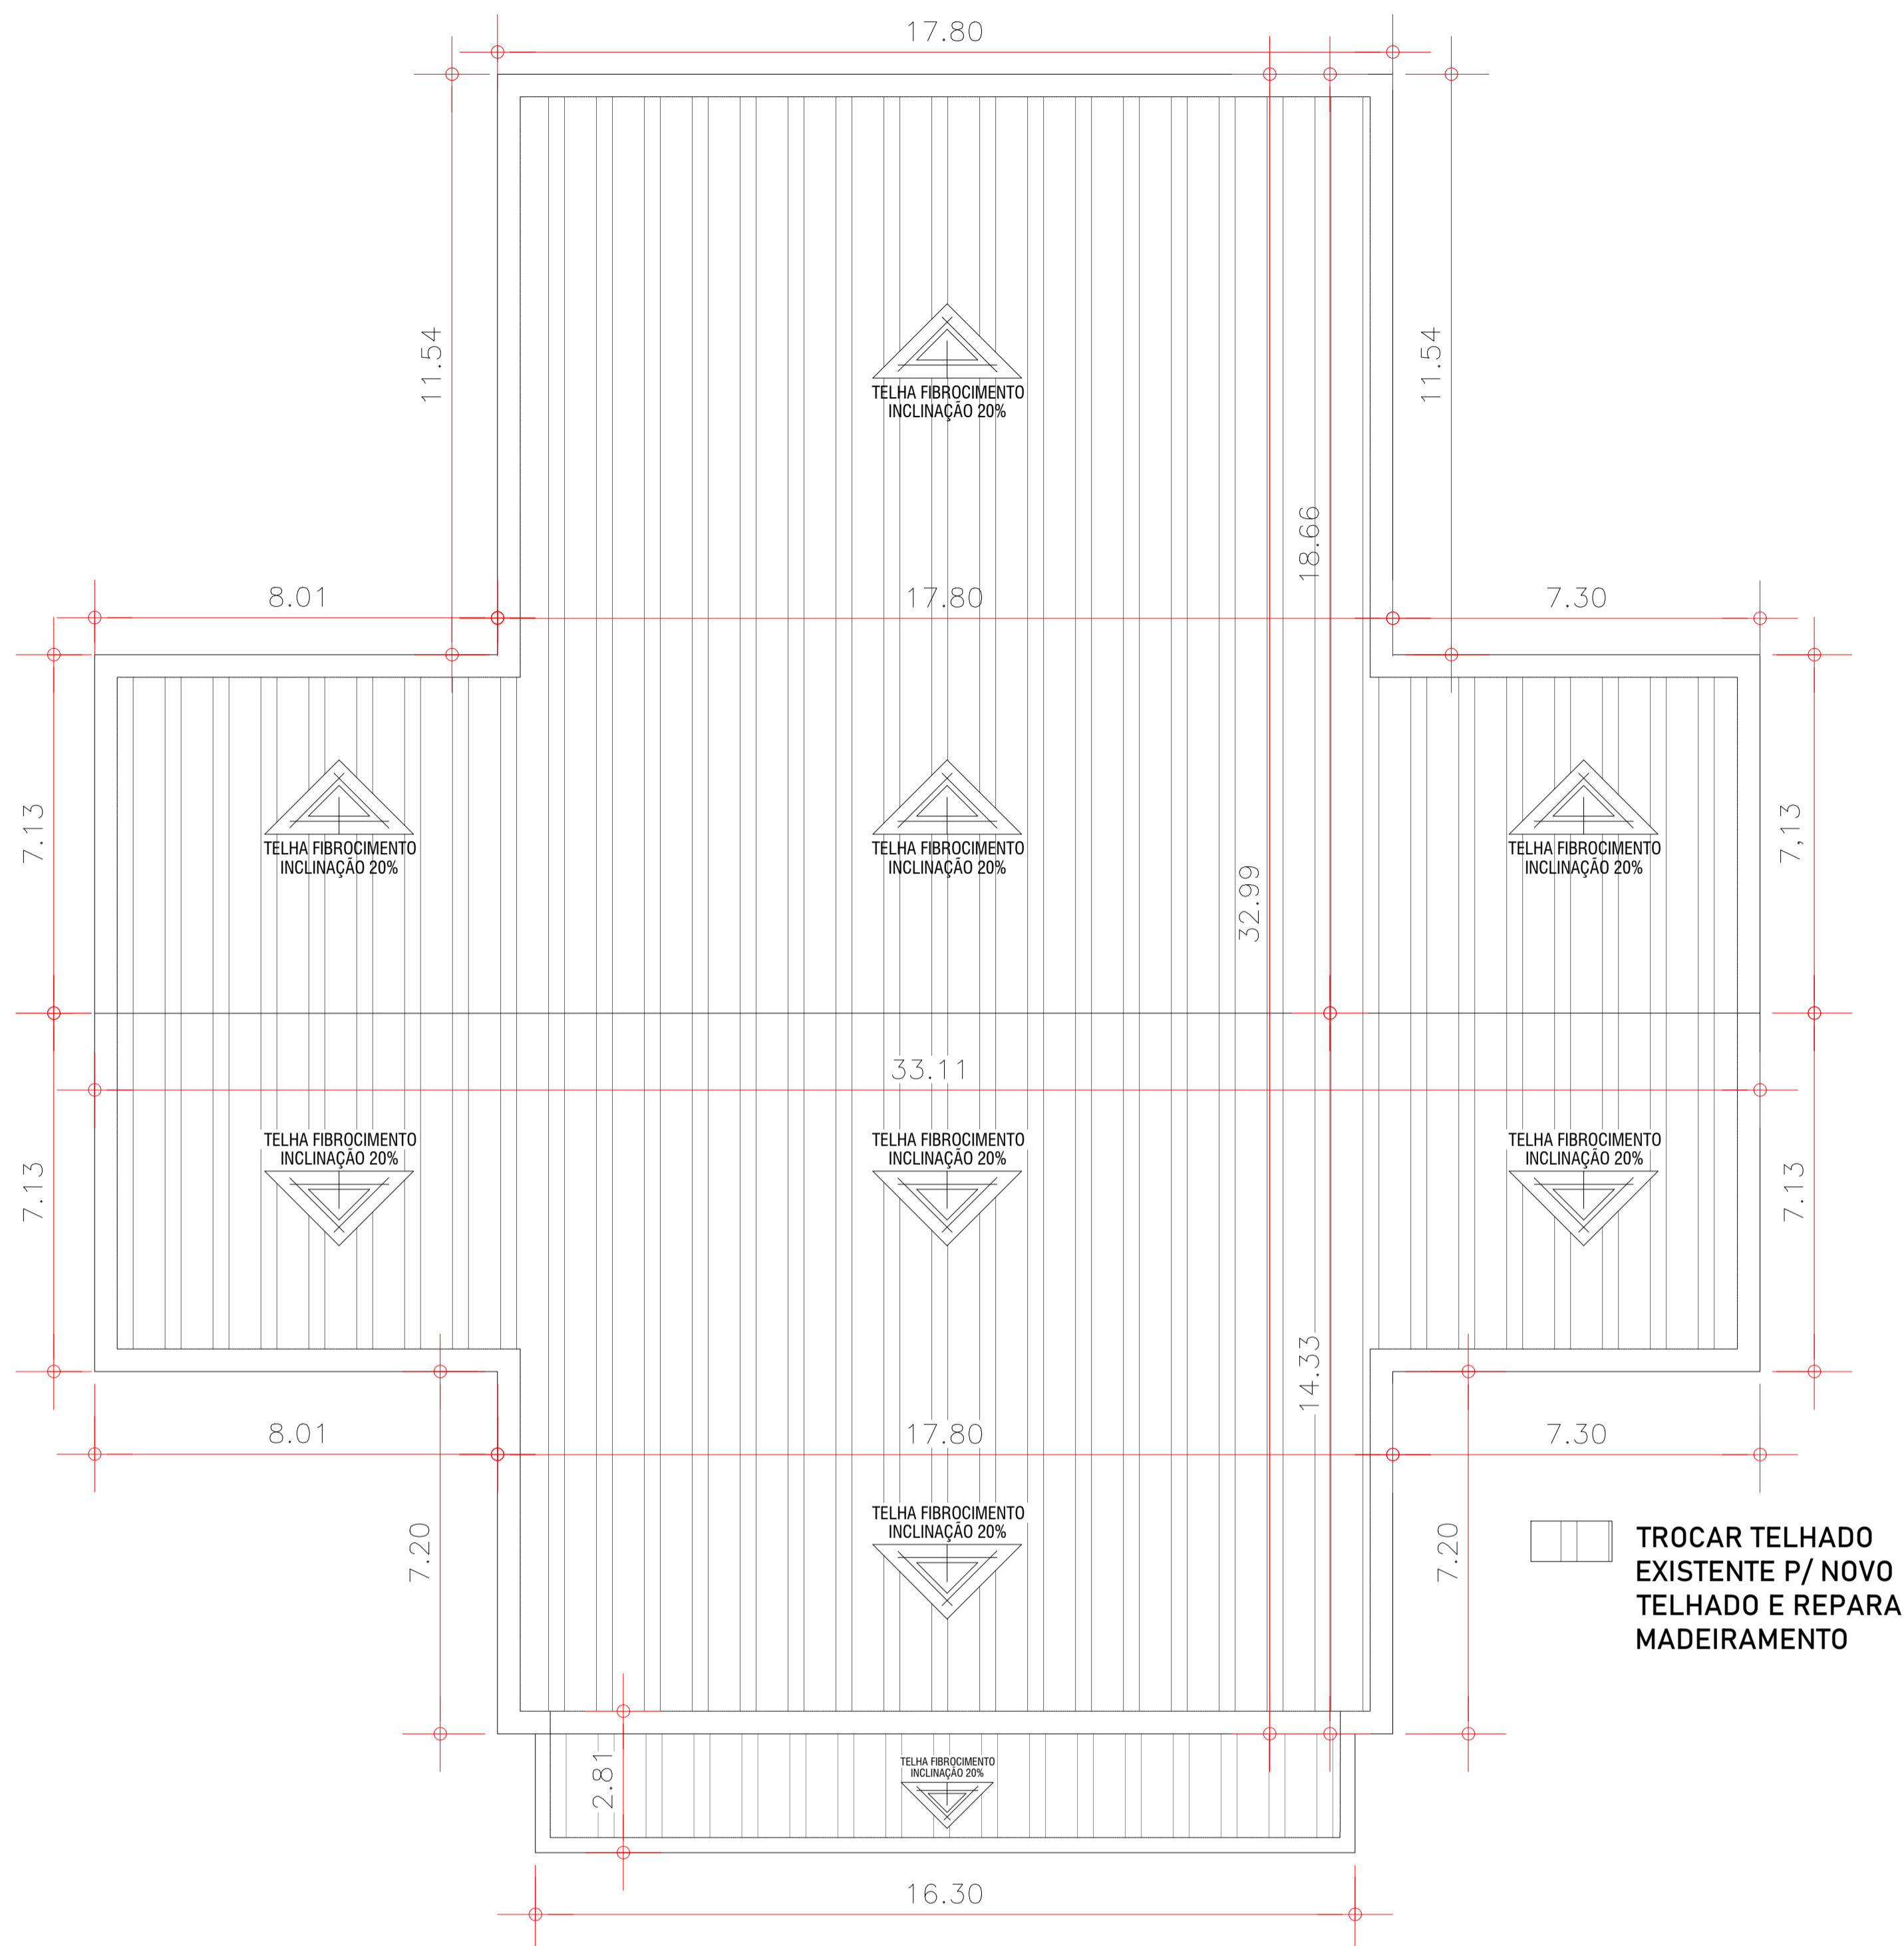 17.80
11.54
11.54
TELHA FIBROCIMENTO
INCLINAÇÃO 20%
18.66
8.01
17.80
7.30
7.13
TELHA FIBROCIMENTO
INCLINAÇÃO 20%
TELHA FIBROCIMENTO
INCLINAÇÃO 20%
TELHA FIBROCIMENTO
INCLINAÇÃO 20%
7,13
32.99
33.11
7.13
TELHA FIBROCIMENTO
INCLINAÇÃO 20%
TELHA FIBROCIMENTO
INCLINAÇÃO 20%
TELHA FIBROCIMENTO
INCLINAÇÃO 20%
7.13
14.33
8.01
17.80
7.30
7.20
TELHA FIBROCIMENTO
INCLINAÇÃO 20%
7.20
TROCAR TELHADO
EXISTENTE P/ NOVO
TELHADO E REPARA
MADEIRAMENTO
2.81
TELHA FIBROCIMENTO
INCLINAÇÃO 20%
16.30